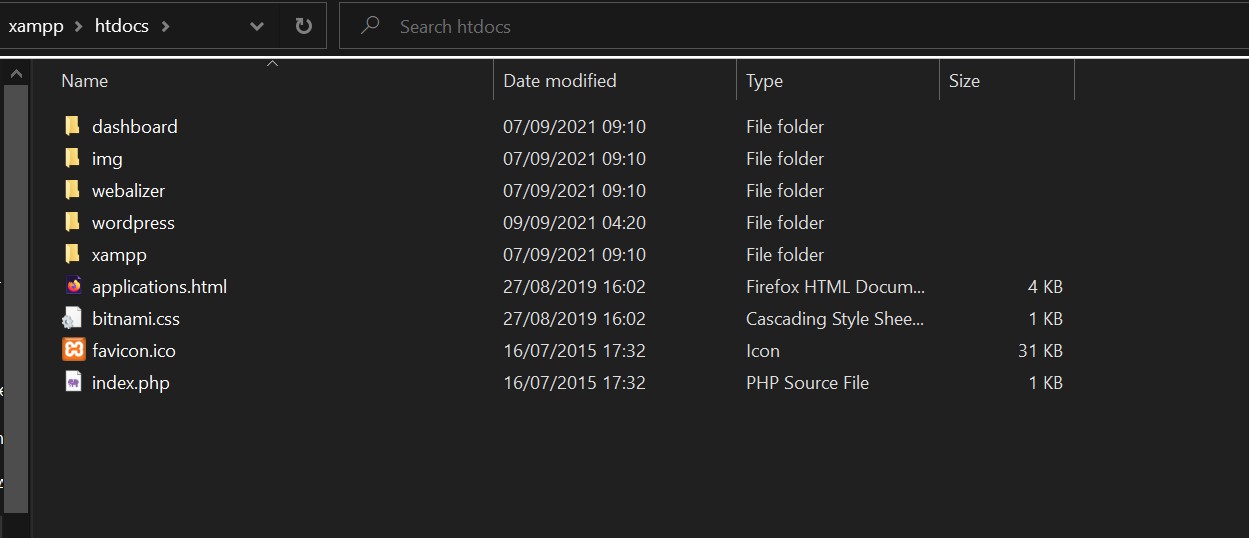 xampp > htdocs > Search htdocs
Name Date modified Type Size
dashboard 07/09/2021 09:10 File folder
img 07/09/2021 09:10 File folder
webalizer 07/09/2021 09:10 File folder
wordpress 09/09/2021 04:20 File folder
xampp 07/09/2021 09:10 File folder
applications.html 27/08/2019 16:02 Firefox HTML Docum... 4 KB
bitnami.css 27/08/2019 16:02 Cascading Style Shee... 1 KB
favicon.ico 16/07/2015 17:32 Icon 31 KB
index.php 16/07/2015 17:32 PHP Source File 1 KB